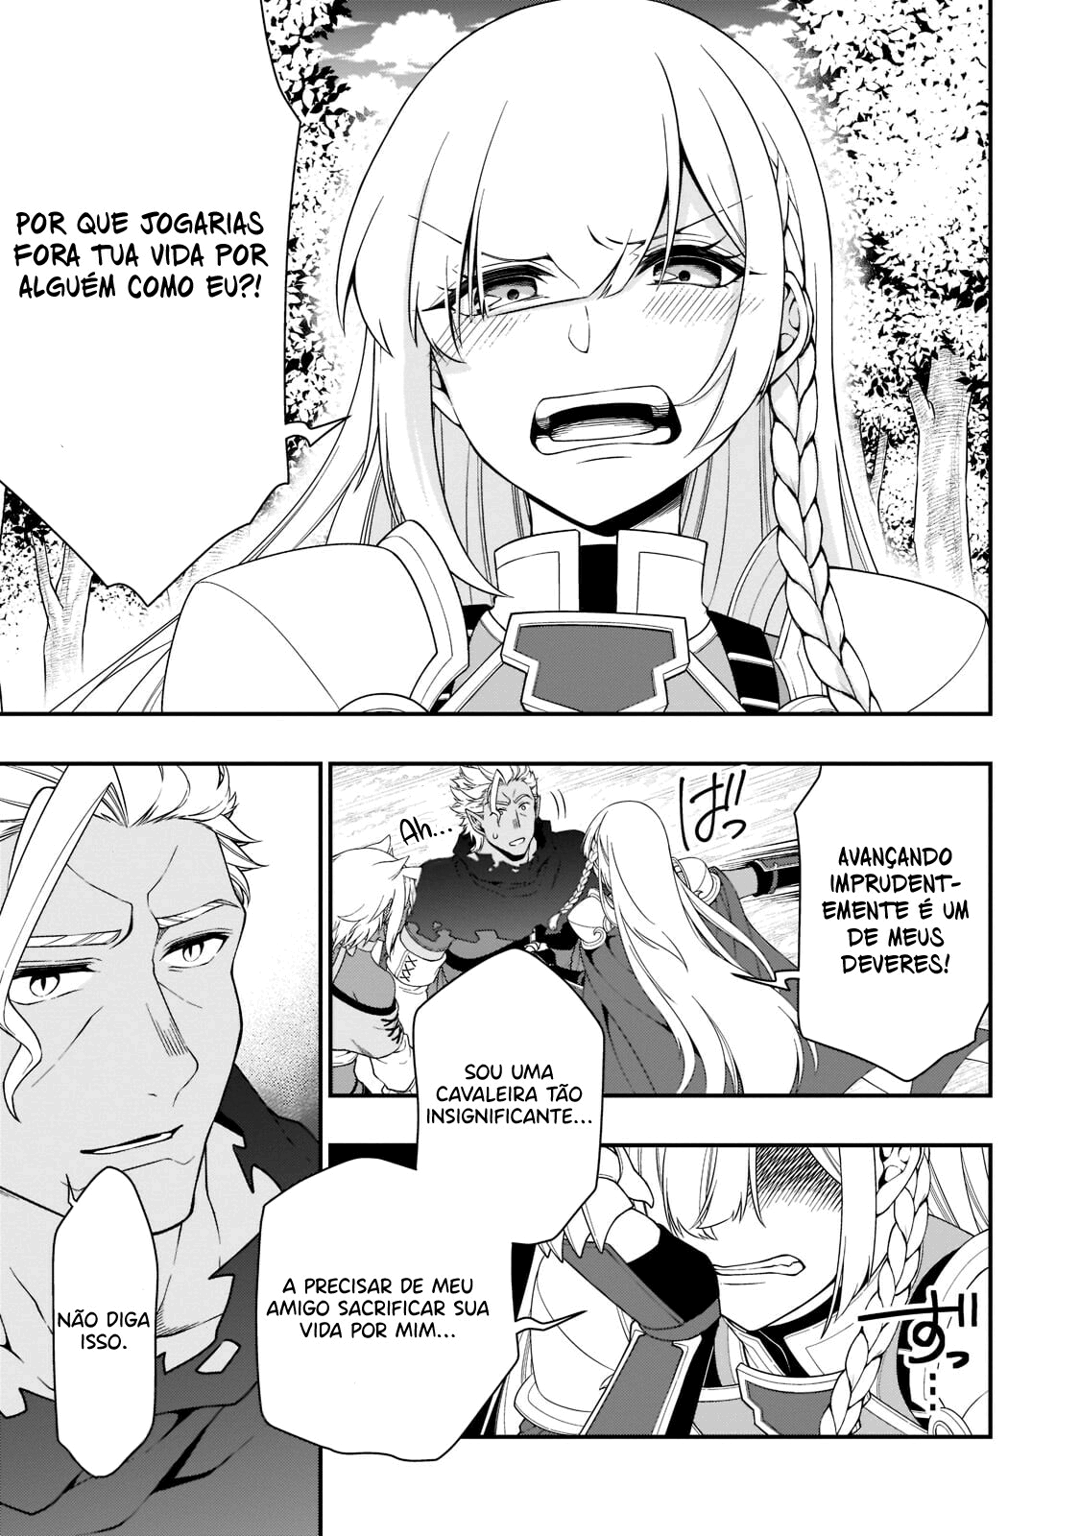 POR QUE JOGARIAS
FORA TUA VIDA POR
ALGUÉM COMO EU?!
ばっ
AVANÇANDO
IMPRUDENT-
EMENTE É UM
DE MEUS
DEVERES!
Ah...
SOU UMA
CAVALEIRA TÃO
INSIGNIFICANTE...
A PRECISAR DE MEU
AMIGO SACRIFICAR SUA
VIDA POR MIM...
ずっ…
NÃO DIGA
ISSO.